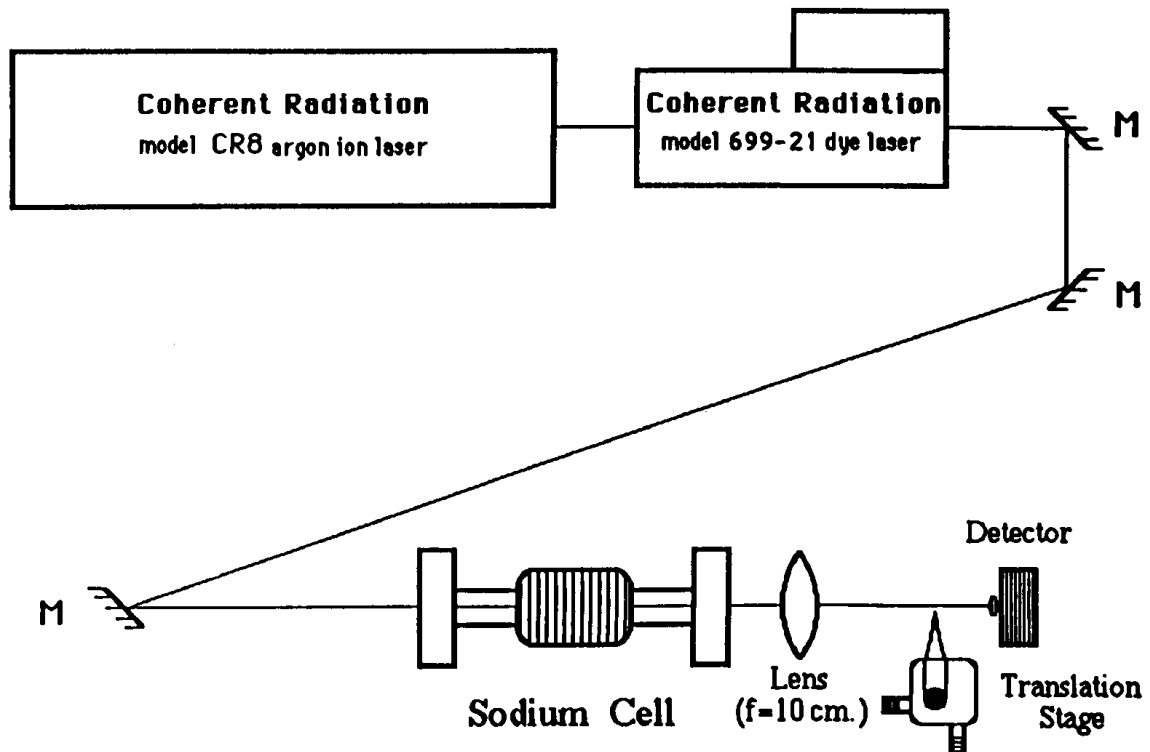 Coherent Radiation
model CR8 argon ion laser
Coherent Radiation
model 699-21 dye laser
M
M
Detector
M
Lens
(f=10 cm.)
Translation
Stage
Sodium Cell